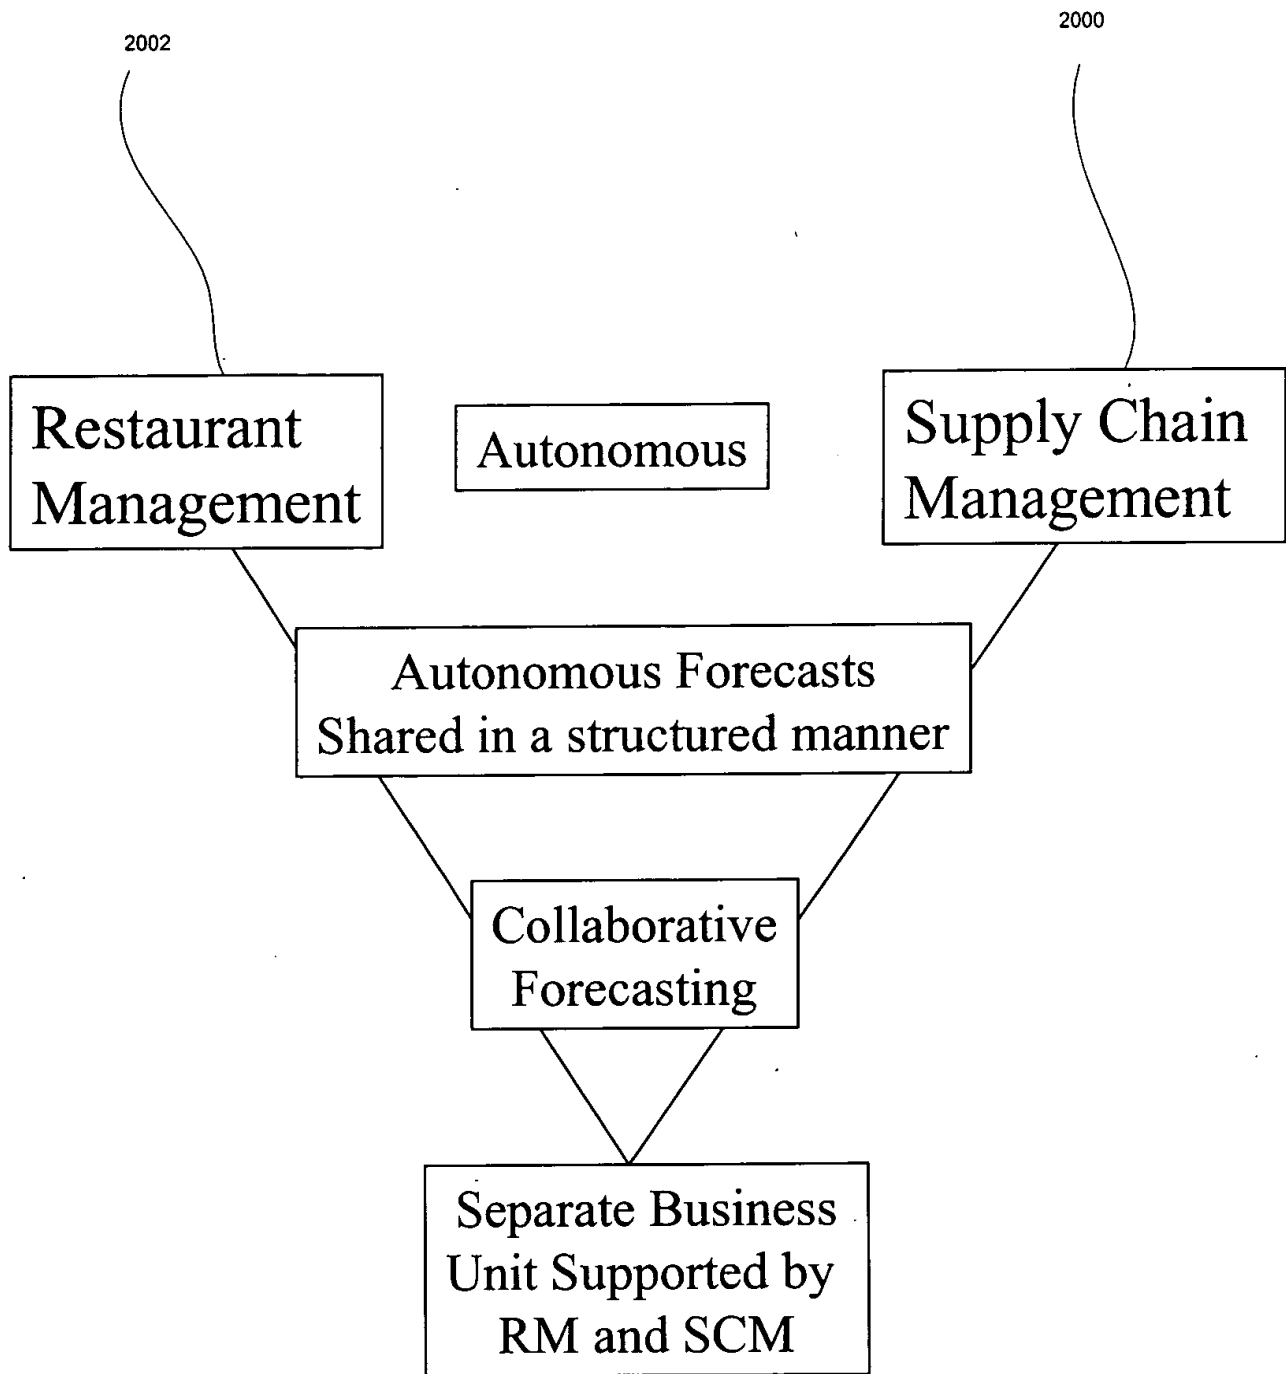 2002
2000
Restaurant
Management
Autonomous
Supply Chain
Management
Autonomous Forecasts
Shared in a structured manner
Collaborative
Forecasting
Separate Business
Unit Supported by
RM and SCM